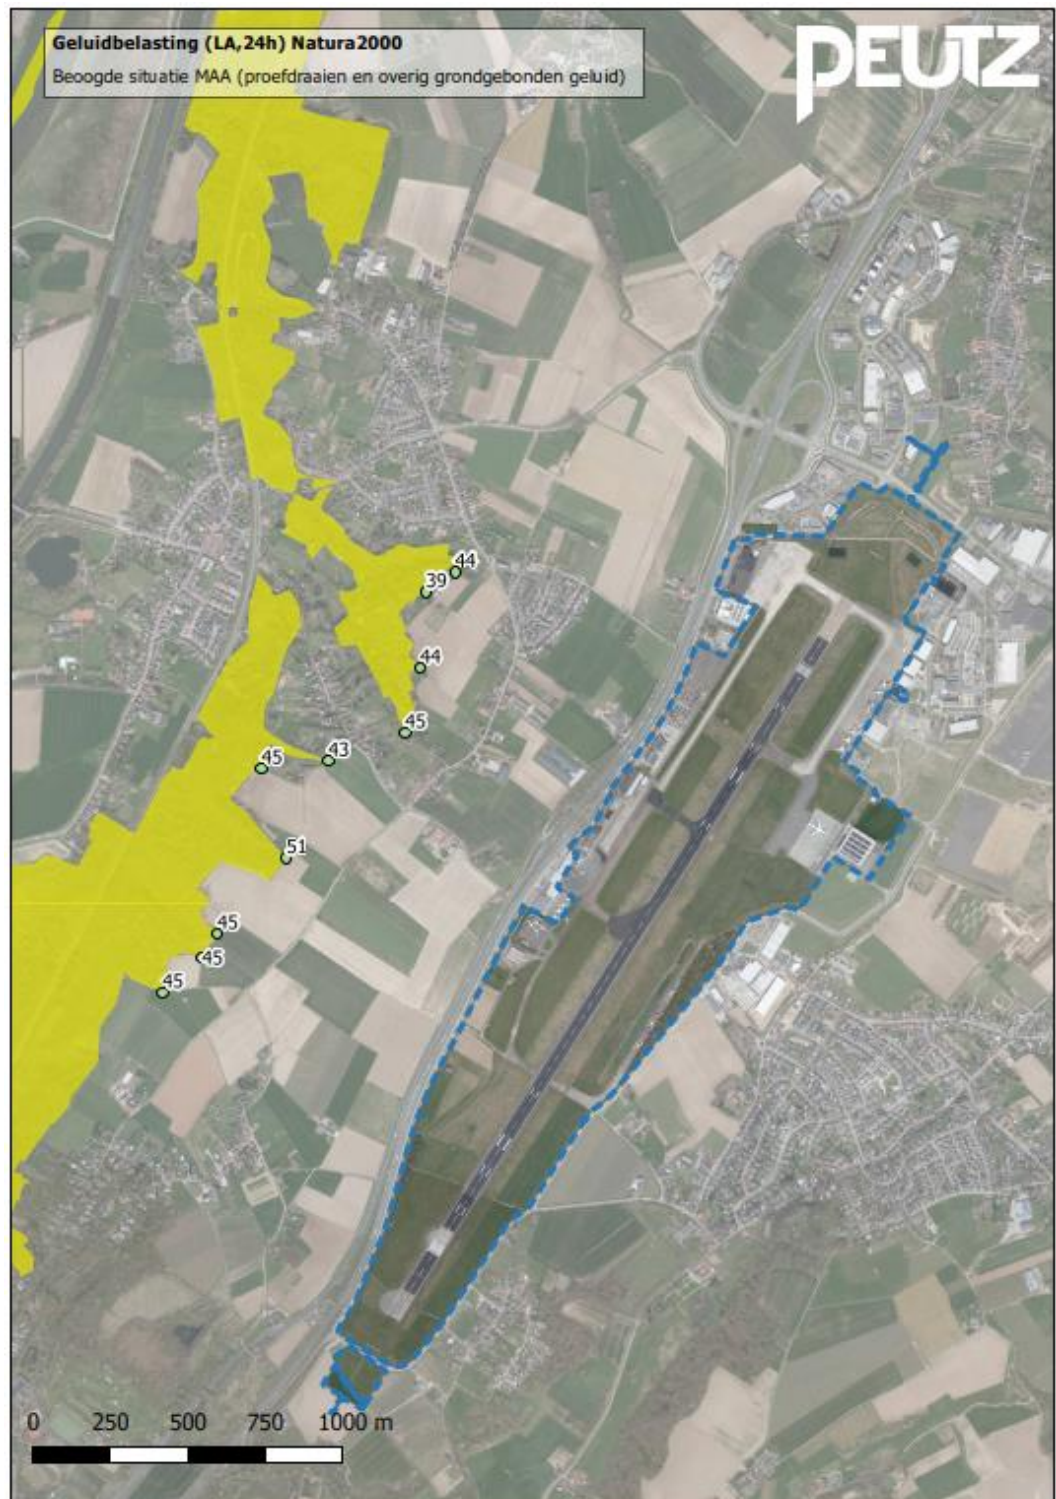 Geluidbelasting (LA,24h) Natura2000
Beoogde situatie MAA (proefdraaien en overig grondgebonden geluid)
PEUTZ
44
39
44
45
43
45
51
45
45
45
0 250 500 750 1000 m